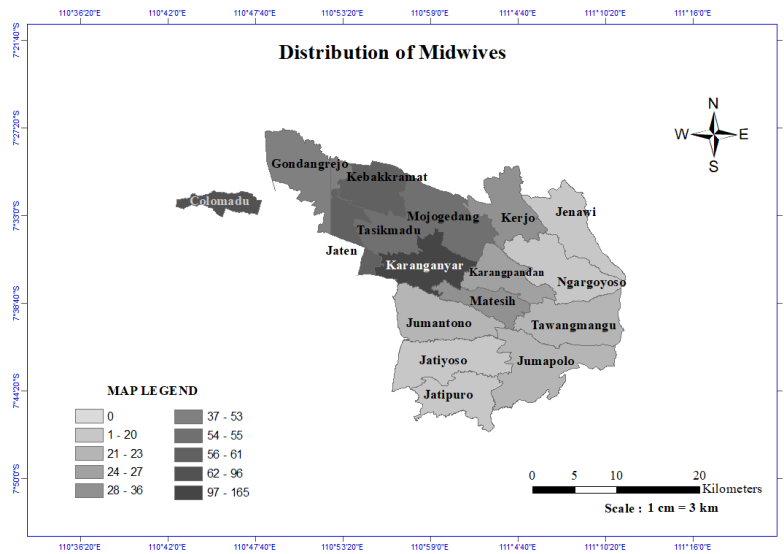 110°36'20"E 110°42'0"E 110°47'40"E 110°53'20"E 110°59'0"E 111°4'40"E 111°10'20"E 111°16'0"E
7°21'40"S
7°27'20"S
7°33'0"S
7°38'40"S
7°44'20"S
7°50'0"S
Distribution of Midwives
N
W E
S
Gondangrejo
Kebakkramat
Colomadu
Mojogedang
Kerjo
Jenawi
Tasikmadu
Jaten
Karanganyar
Karangpandan
Ngargoyoso
Matesih
Jumantono
Tawangmangu
Jatiyoso
Jumapolo
Jatipuro
MAP LEGEND
0
1 - 20
21 - 23
24 - 27
28 - 36
37 - 53
54 - 55
56 - 61
62 - 96
97 - 165
0 5 10 20
Kilometers
Scale : 1 cm = 3 km
110°36'20"E 110°42'0"E 110°47'40"E 110°53'20"E 110°59'0"E 111°4'40"E 111°10'20"E 111°16'0"E